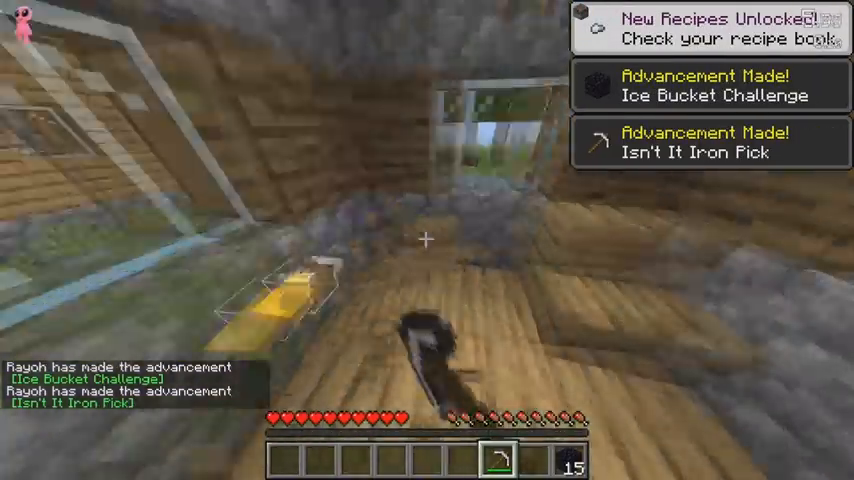 New Recipes Unlocked!
Check your recipe book
Advancement Made!
Ice Bucket Challenge
Advancement Made!
Isn't It Iron Pick
Rayoh has made the advancement
[Ice Bucket Challenge]
Rayoh has made the advancement
[Isn't It Iron Pick]
15